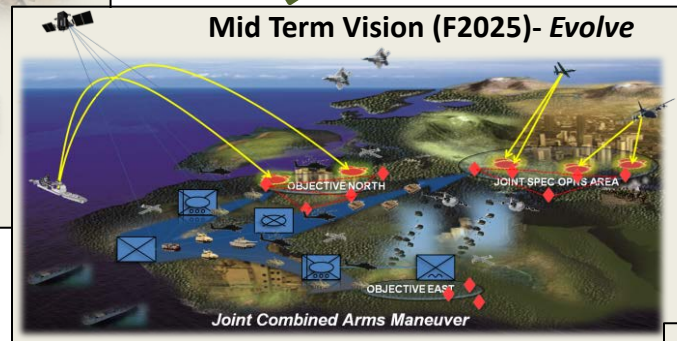 Mid Term Vision (F2025)- Evolve
OBJECTIVE NORTH
JOINT SPEC OPNS AREA
OBJECTIVE EAST
Joint Combined Arms Maneuver